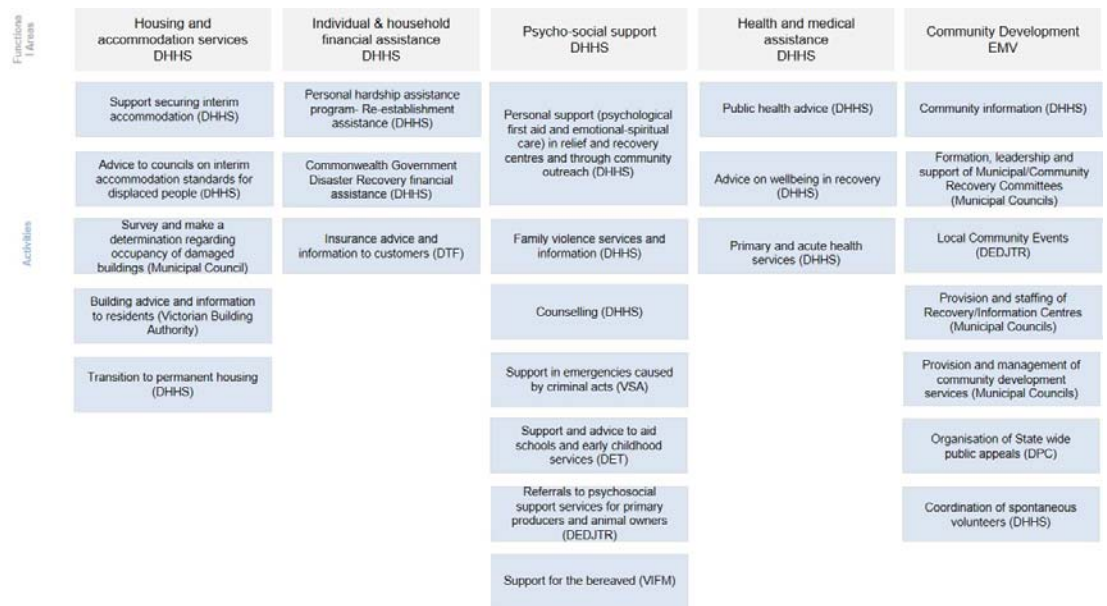 Functiona
l Areas
Housing and
accommodation services
DHHS
Individual & household
financial assistance
DHHS
Psycho-social support
DHHS
Health and medical
assistance
DHHS
Community Development
EMV
Activities
Support securing interim
accommodation (DHHS)
Advice to councils on interim
accommodation standards for
displaced people (DHHS)
Survey and make a
determination regarding
occupancy of damaged
buildings (Municipal Council)
Building advice and information
to residents (Victorian Building
Authority)
Transition to permanent housing
(DHHS)
Personal hardship assistance
program- Re-establishment
assistance (DHHS)
Commonwealth Government
Disaster Recovery financial
assistance (DHHS)
Insurance advice and
information to customers (DTF)
Personal support (psychological
first aid and emotional-spiritual
care) in relief and recovery
centres and through community
outreach (DHHS)
Family violence services and
information (DHHS)
Counselling (DHHS)
Support in emergencies caused
by criminal acts (VSA)
Support and advice to aid
schools and early childhood
services (DET)
Referrals to psychosocial
support services for primary
producers and animal owners
(DEDJTR)
Support for the bereaved (VIFM)
Public health advice (DHHS)
Advice on wellbeing in recovery
(DHHS)
Primary and acute health
services (DHHS)
Community information (DHHS)
Formation, leadership and
support of Municipal/Community
Recovery Committees
(Municipal Councils)
Local Community Events
(DEDJTR)
Provision and staffing of
Recovery/Information Centres
(Municipal Councils)
Provision and management of
community development
services (Municipal Councils)
Organisation of State wide
public appeals (DPC)
Coordination of spontaneous
volunteers (DHHS)